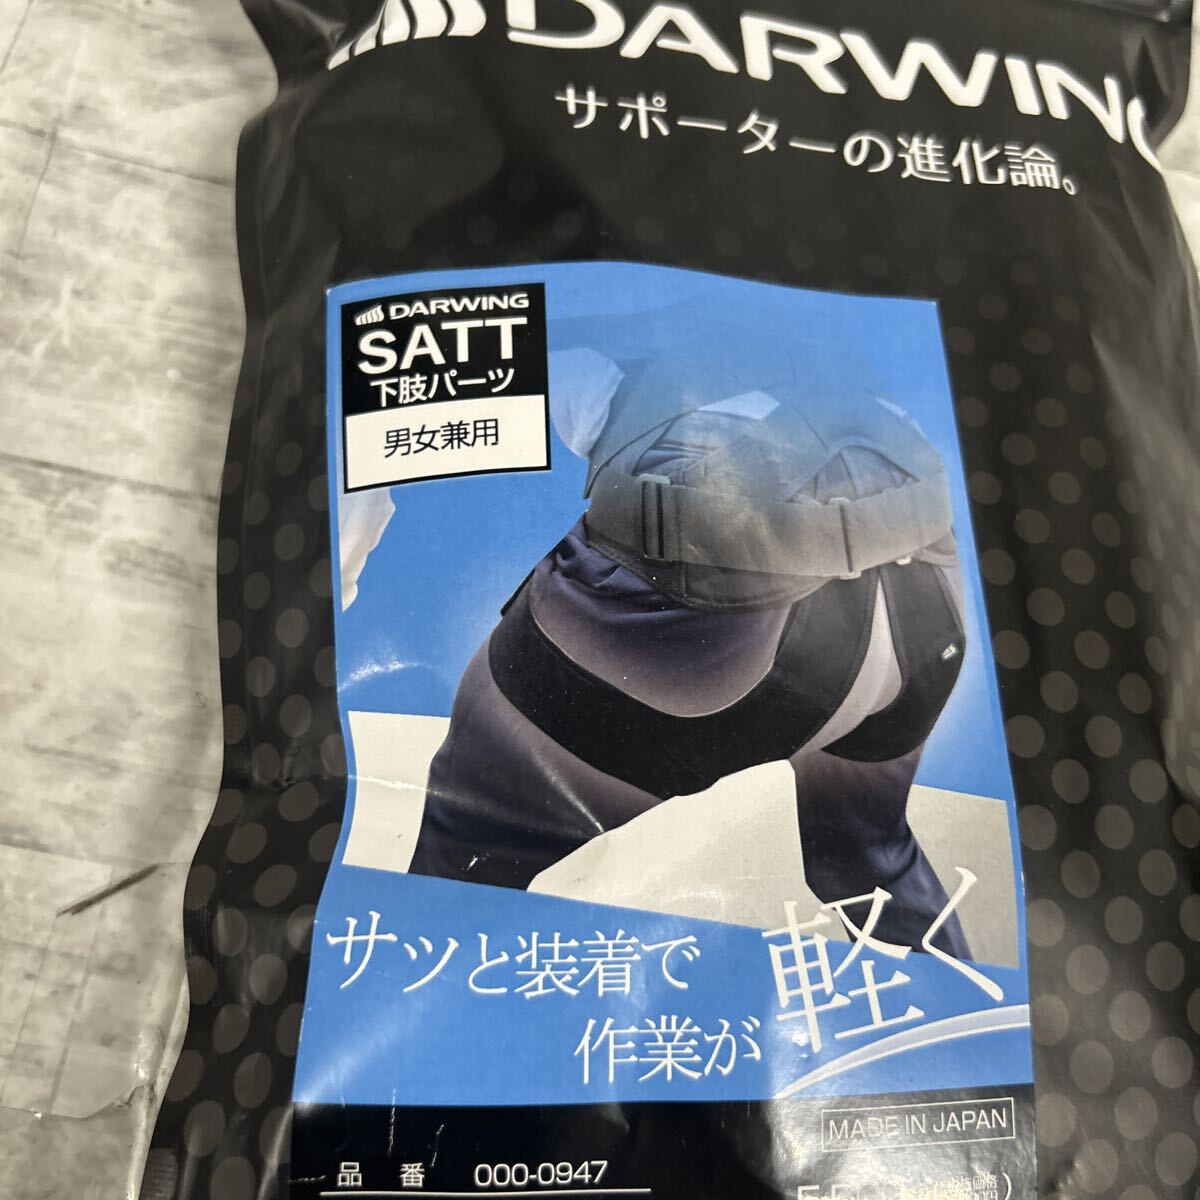 DARWING
サポーターの進化論。
DARWING
SATT
下肢パーツ
男女兼用
サッと装着で
作業が
軽く
MADE IN JAPAN
品 番 000-0947